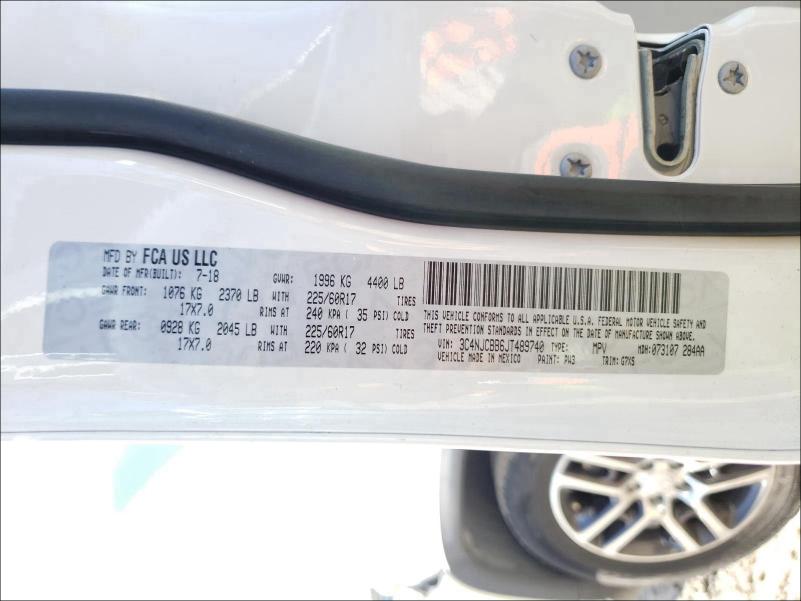 MFD BY FCA US LLC
DATE OF MFR(BUILT): 7-18 GVWR: 1996 KG 4400 LB
GAWR FRONT: 1076 KG 2370 LB WITH 225/60R17 TIRES
17X7.0 RIMS AT 240 KPA ( 35 PSI) COLD
GAWR REAR: 0928 KG 2045 LB WITH 225/60R17 TIRES
17X7.0 RIMS AT 220 KPA ( 32 PSI) COLD
THIS VEHICLE CONFORMS TO ALL APPLICABLE U.S.A. FEDERAL MOTOR VEHICLE SAFETY AND
THEFT PREVENTION STANDARDS IN EFFECT ON THE DATE OF MANUFACTURE SHOWN ABOVE.
VIN: 3C4NJCBB6JT489740 TYPE: MPV MDH: 073107 284AA
VEHICLE MADE IN MEXICO PAINT: PW3 TRIM: G7XS